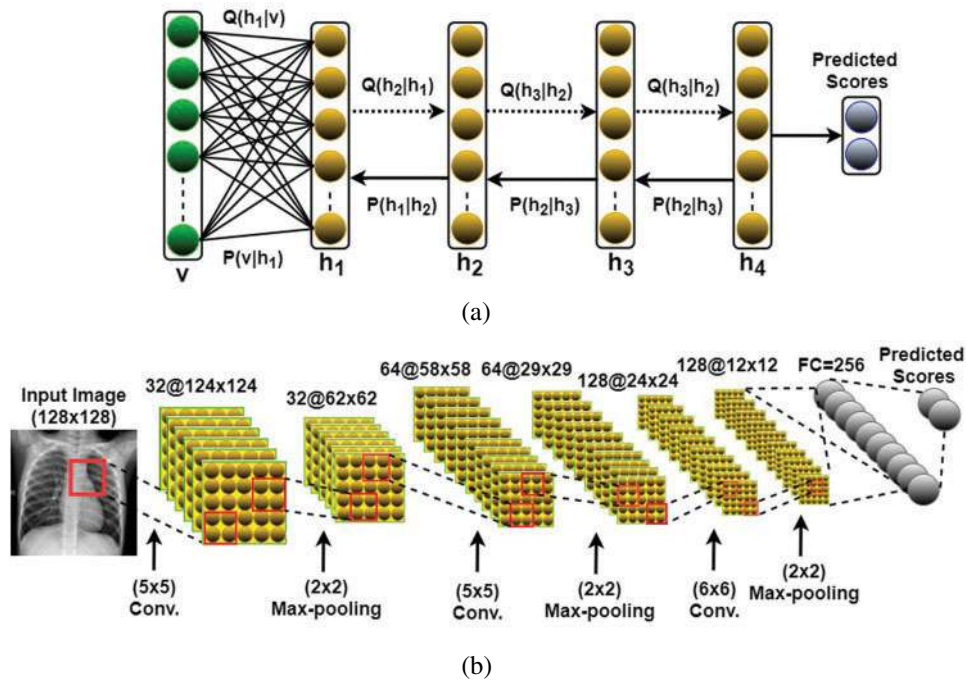 Q(h₁|v)
Q(h₂|h₁)
Q(h₃|h₂)
Q(h₃|h₂)
Predicted
Scores
P(h₁|h₂)
P(h₂|h₃)
P(h₂|h₃)
P(v|h₁)
v
h₁
h₂
h₃
h₄
(a)
Input Image
(128x128)
32@124x124
32@62x62
64@58x58
64@29x29
128@24x24
128@12x12
FC=256
Predicted
Scores
(5x5)
Conv.
(2x2)
Max-pooling
(5x5)
Conv.
(2x2)
Max-pooling
(6x6)
Conv.
(2x2)
Max-pooling
(b)